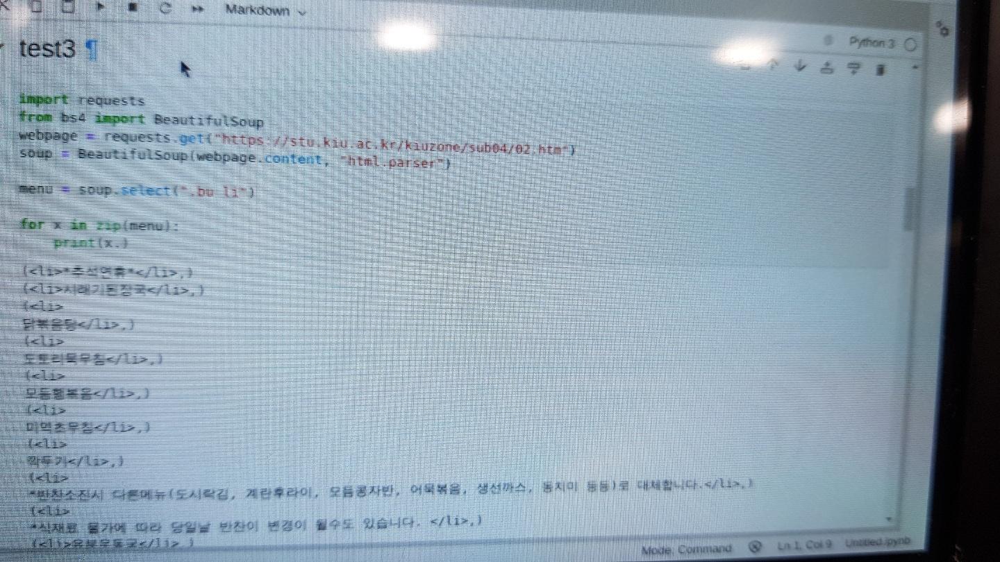 Markdown
Python 3
test3 ¶
import requests
from bs4 import BeautifulSoup
webpage = requests.get("https://stu.kiu.ac.kr/kiuzone/sub04/02.htm")
soup = BeautifulSoup(webpage.content, "html.parser")
menu = soup.select(".bu li")
for x in zip(menu):
print(x.)
(<li>*추석연휴*</li>,)
(<li>시래기된장국</li>,)
(<li>
닭볶음탕</li>,)
(<li>
도토리묵무침</li>,)
(<li>
모듬햄볶음</li>,)
(<li>
미역초무침</li>,)
(<li>
깍두기</li>,)
(<li>
*반찬소진시 다른메뉴(도시락김, 계란후라이, 모듬콩자반, 어묵볶음, 생선까스, 동치미 등등)로 대체합니다.</li>,)
(<li>
*식재료 물가에 따라 당일날 반찬이 변경이 될수도 있습니다. </li>,)
(<li>유부우동국</li>,)
Mode: Command
Ln 1, Col 9
Untitled.ipynb